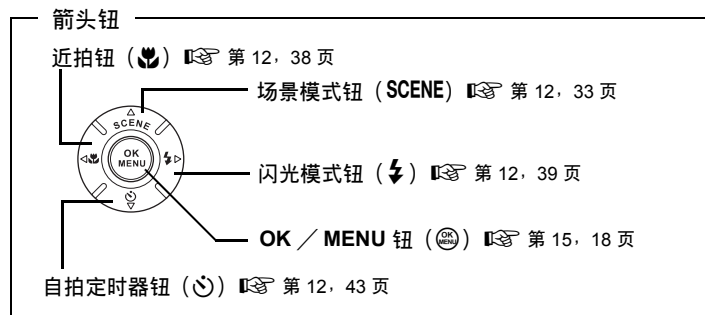 箭头钮
近拍钮（🌷）☞ 第 12，38 页
场景模式钮（SCENE）☞ 第 12，33 页
SCENE
OK
MENU
闪光模式钮（⚡）☞ 第 12，39 页
OK ／ MENU 钮（OK MENU）☞ 第 15，18 页
自拍定时器钮（⏲）☞ 第 12，43 页